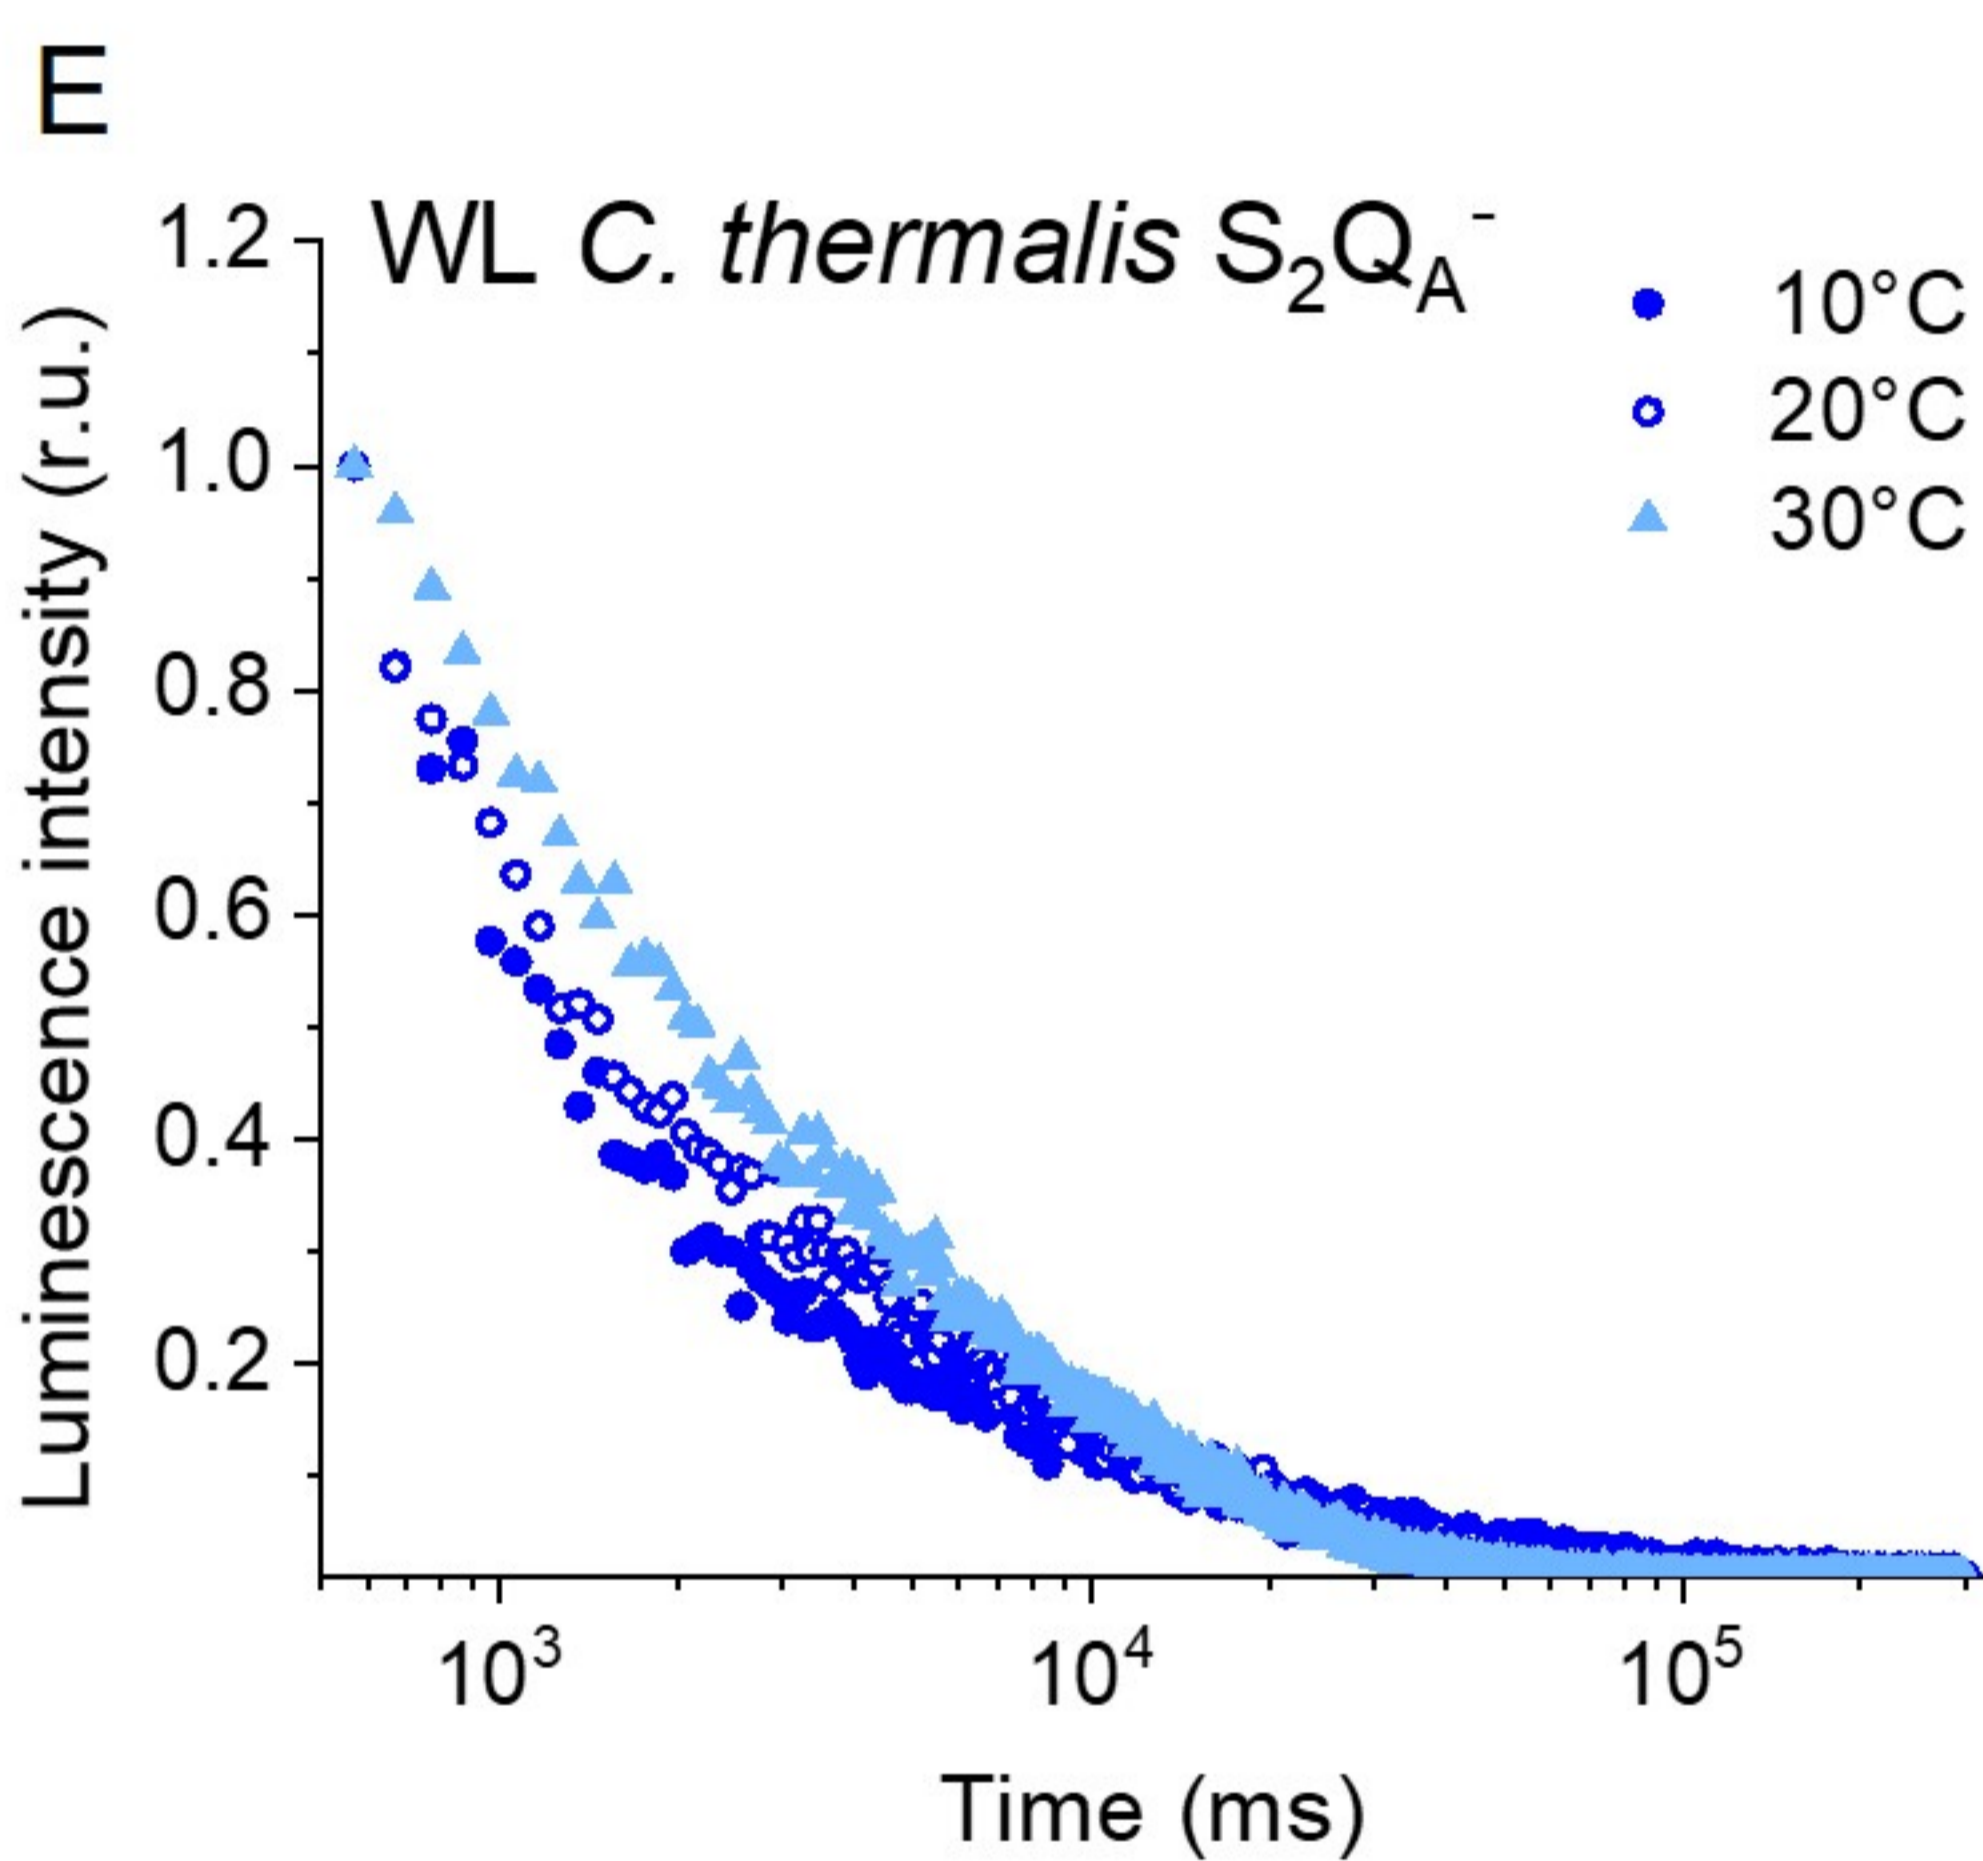 E
WL C. thermalis S₂Q_A⁻
10°C
20°C
30°C
Luminescence intensity (r.u.)
1.2
1.0
0.8
0.6
0.4
0.2
10³
10⁴
10⁵
Time (ms)